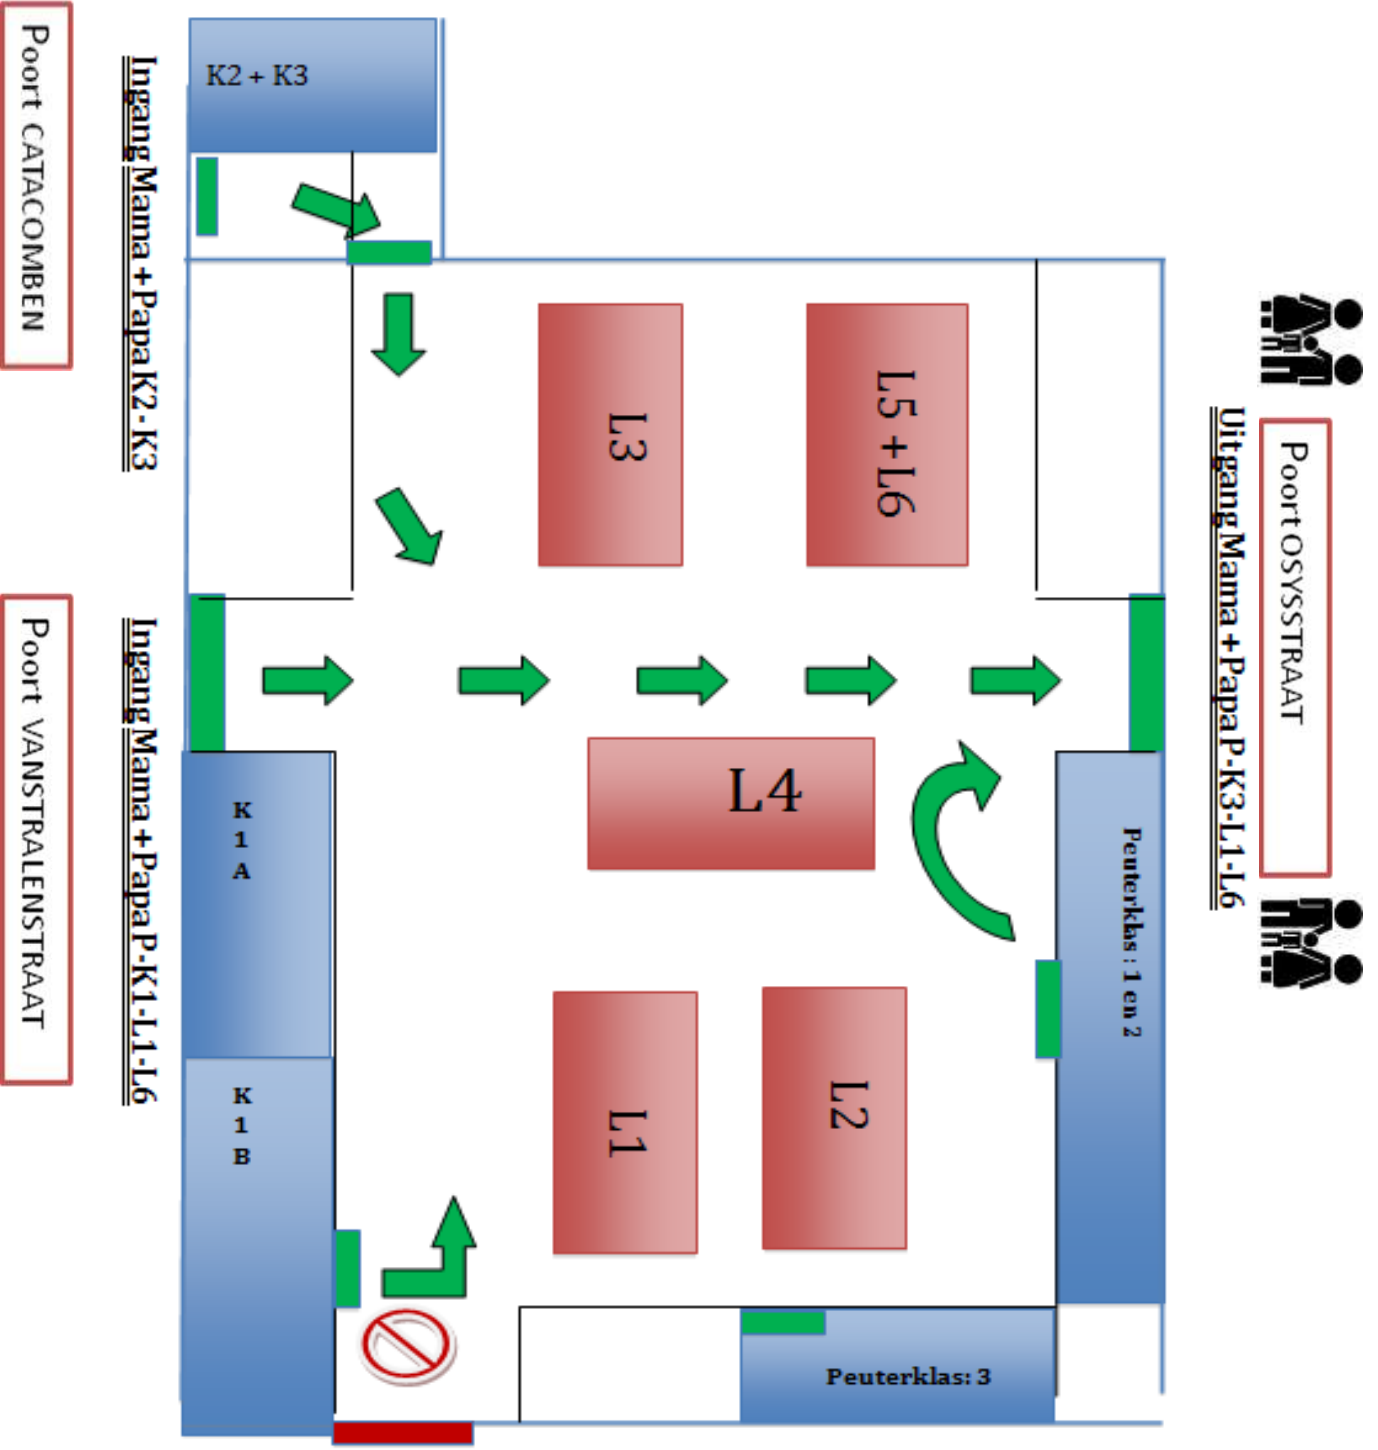 Poort CATACOMBEN
Ingang Mama + Papa K2 - K3
K2 + K3
L3
L5 + L6
Poort OSYSSTRAAT
Uitgang Mama + Papa P-K3-L1-L6
Poort VANSTRALENSTRAAT
Ingang Mama + Papa P-K1-L1-L6
K
1
A
L4
Peuterklas : 1 en 2
K
1
B
L1
L2
Peuterklas: 3